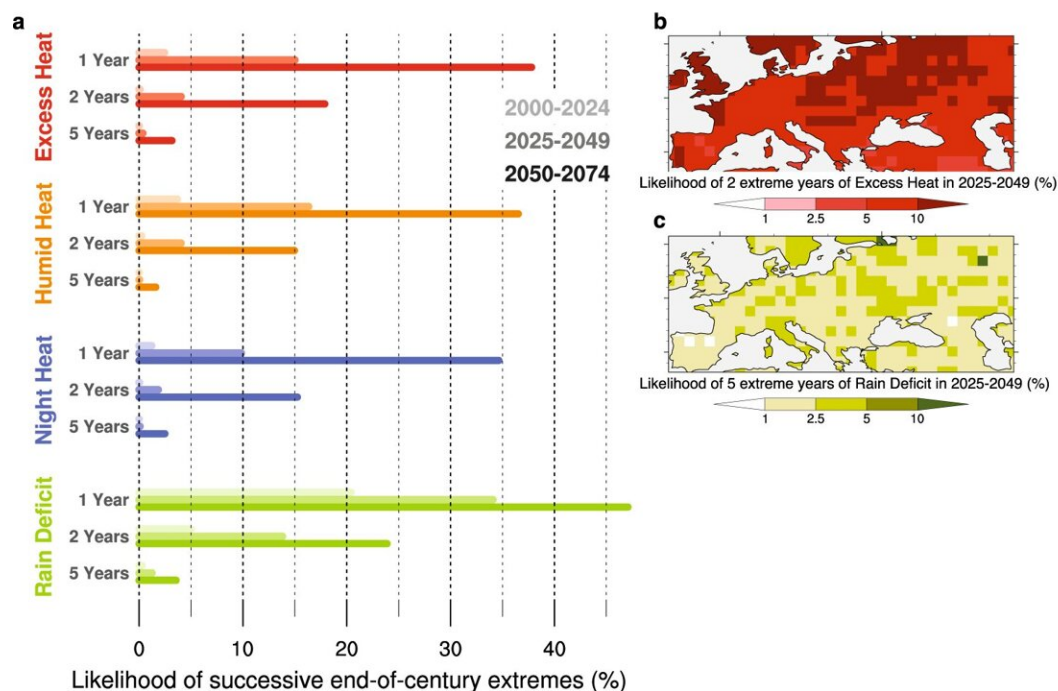 a
Excess Heat
1 Year
2 Years
5 Years
2000-2024
2025-2049
2050-2074
Humid Heat
1 Year
2 Years
5 Years
Night Heat
1 Year
2 Years
5 Years
Rain Deficit
1 Year
2 Years
5 Years
0 10 20 30 40
Likelihood of successive end-of-century extremes (%)
b
Likelihood of 2 extreme years of Excess Heat in 2025-2049 (%)
1 2.5 5 10
c
Likelihood of 5 extreme years of Rain Deficit in 2025-2049 (%)
1 2.5 5 10